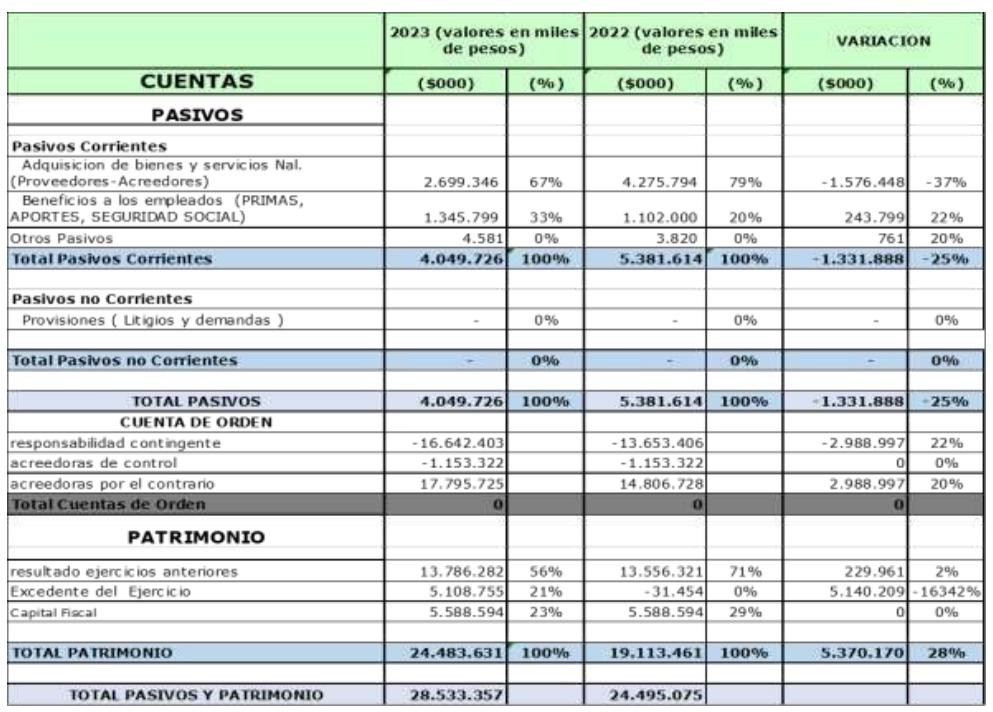 2023 (valores en miles de pesos) 2022 (valores en miles de pesos) VARIACION
CUENTAS ($000) (%) ($000) (%) ($000) (%)
PASIVOS
Pasivos Corrientes
Adquisicion de bienes y servicios Nal.
(Proveedores-Acreedores) 2.699.346 67% 4.275.794 79% -1.576.448 -37%
Beneficios a los empleados (PRIMAS,
APORTES, SEGURIDAD SOCIAL) 1.345.799 33% 1.102.000 20% 243.799 22%
Otros Pasivos 4.581 0% 3.820 0% 761 20%
Total Pasivos Corrientes 4.049.726 100% 5.381.614 100% -1.331.888 -25%
Pasivos no Corrientes
Provisiones ( Litigios y demandas ) - 0% - 0% - 0%
Total Pasivos no Corrientes - 0% - 0% - 0%
TOTAL PASIVOS 4.049.726 100% 5.381.614 100% -1.331.888 -25%
CUENTA DE ORDEN
responsabilidad contingente -16.642.403 -13.653.406 -2.988.997 22%
acreedoras de control -1.153.322 -1.153.322 0 0%
acreedoras por el contrario 17.795.725 14.806.728 2.988.997 20%
Total Cuentas de Orden 0 0 0
PATRIMONIO
resultado ejercicios anteriores 13.786.282 56% 13.556.321 71% 229.961 2%
Excedente del Ejercicio 5.108.755 21% -31.454 0% 5.140.209 -16342%
Capital Fiscal 5.588.594 23% 5.588.594 29% 0 0%
TOTAL PATRIMONIO 24.483.631 100% 19.113.461 100% 5.370.170 28%
TOTAL PASIVOS Y PATRIMONIO 28.533.357 24.495.075